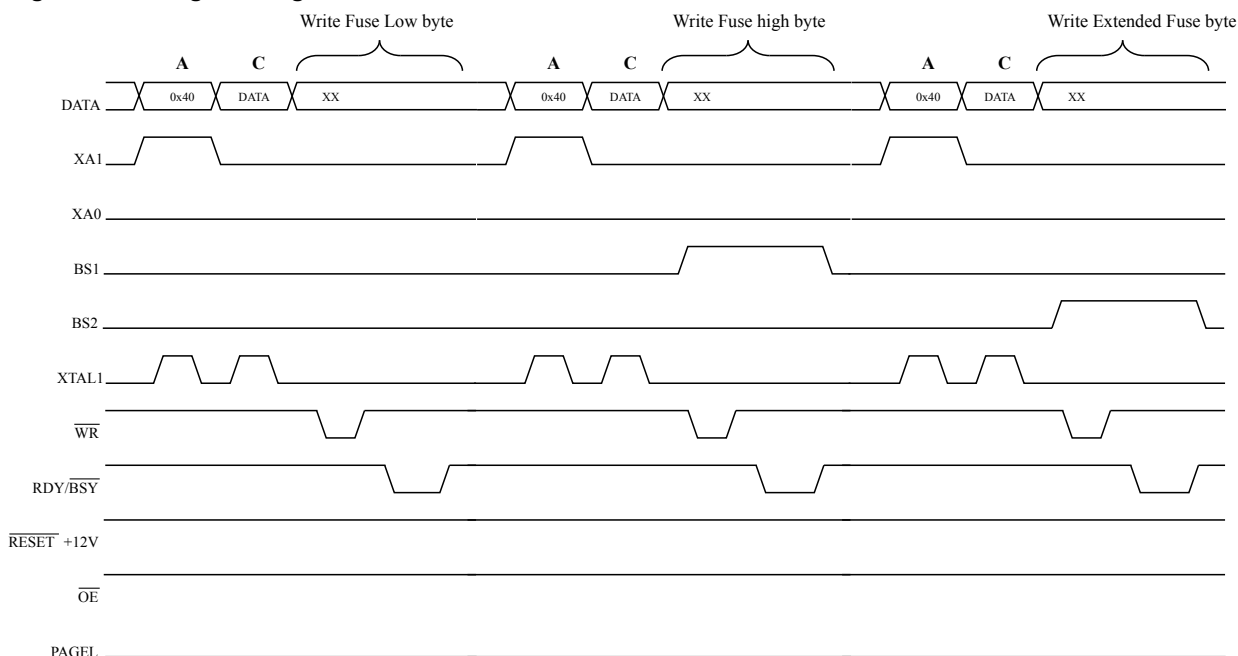 Write Fuse Low byte Write Fuse high byte Write Extended Fuse byte
A C A C A C
DATA 0x40 DATA XX 0x40 DATA XX 0x40 DATA XX
XA1
XA0
BS1
BS2
XTAL1
WR
RDY/BSY
RESET +12V
OE
PAGEL